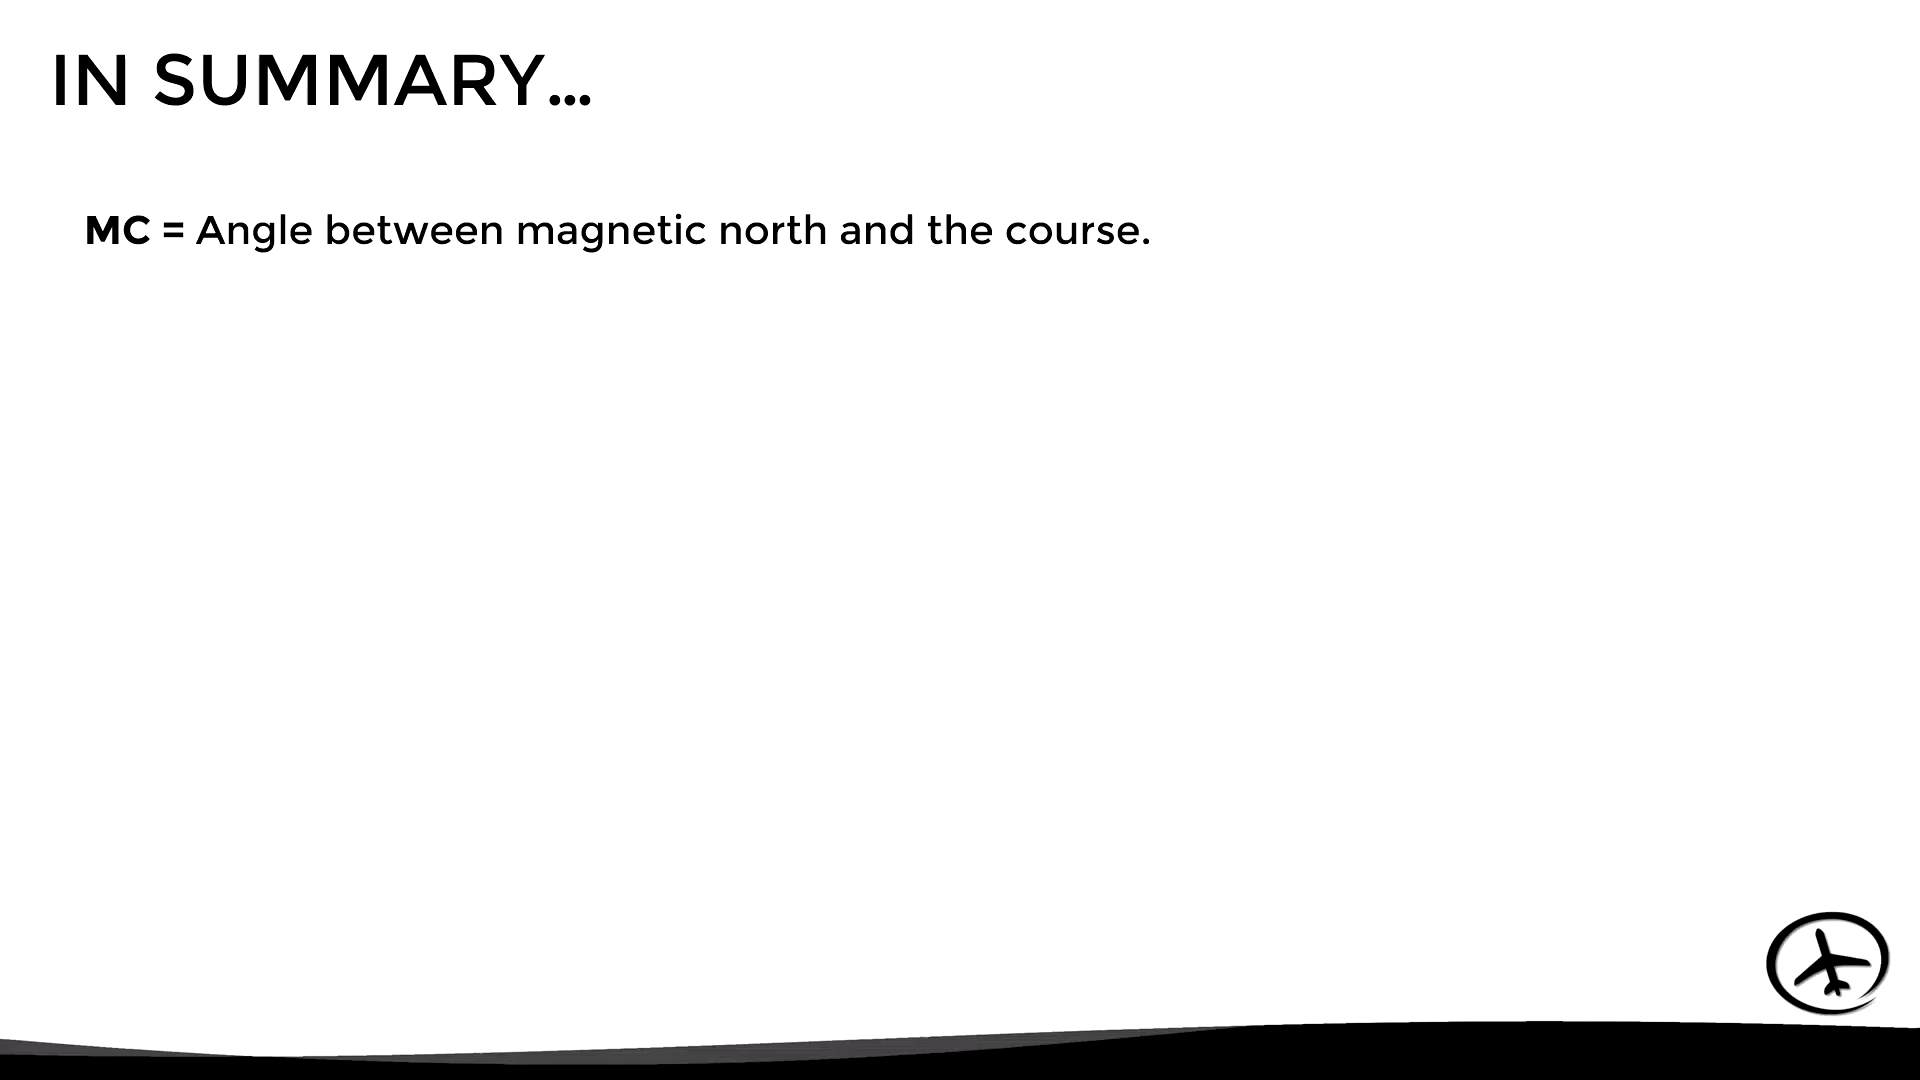 IN SUMMARY...
MC = Angle between magnetic north and the course.